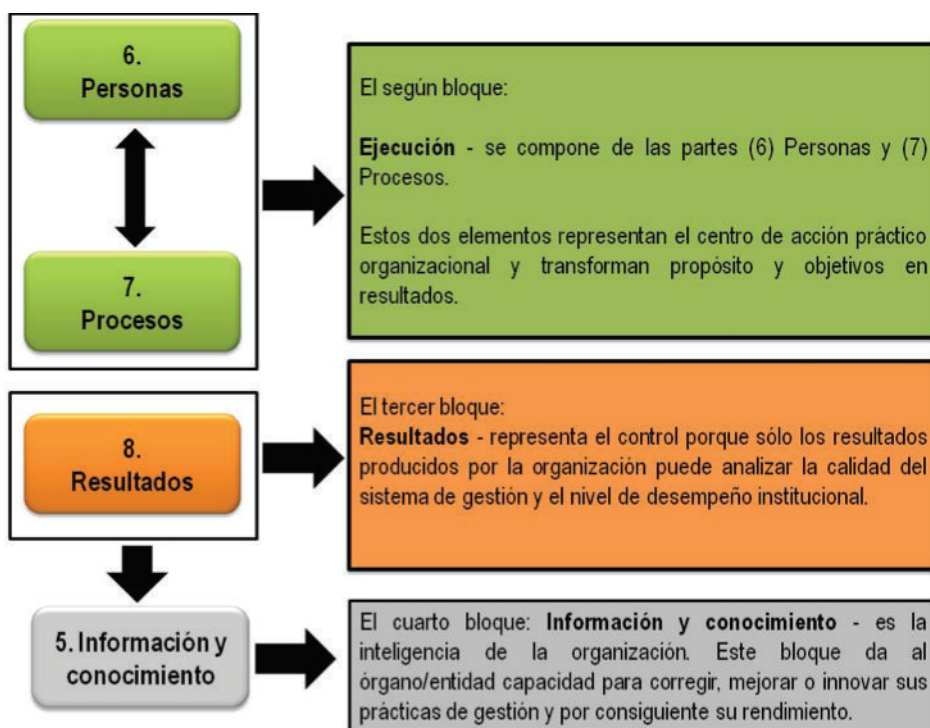 6.
Personas
7.
Procesos
El según bloque:
Ejecución - se compone de las partes (6) Personas y (7)
Procesos.
Estos dos elementos representan el centro de acción práctico
organizacional y transforman propósito y objetivos en
resultados.
8.
Resultados
El tercer bloque:
Resultados - representa el control porque sólo los resultados
producidos por la organización puede analizar la calidad del
sistema de gestión y el nivel de desempeño institucional.
5. Información y
conocimiento
El cuarto bloque: Información y conocimiento - es la
inteligencia de la organización. Este bloque da al
órgano/entidad capacidad para corregir, mejorar o innovar sus
prácticas de gestión y por consiguiente su rendimiento.